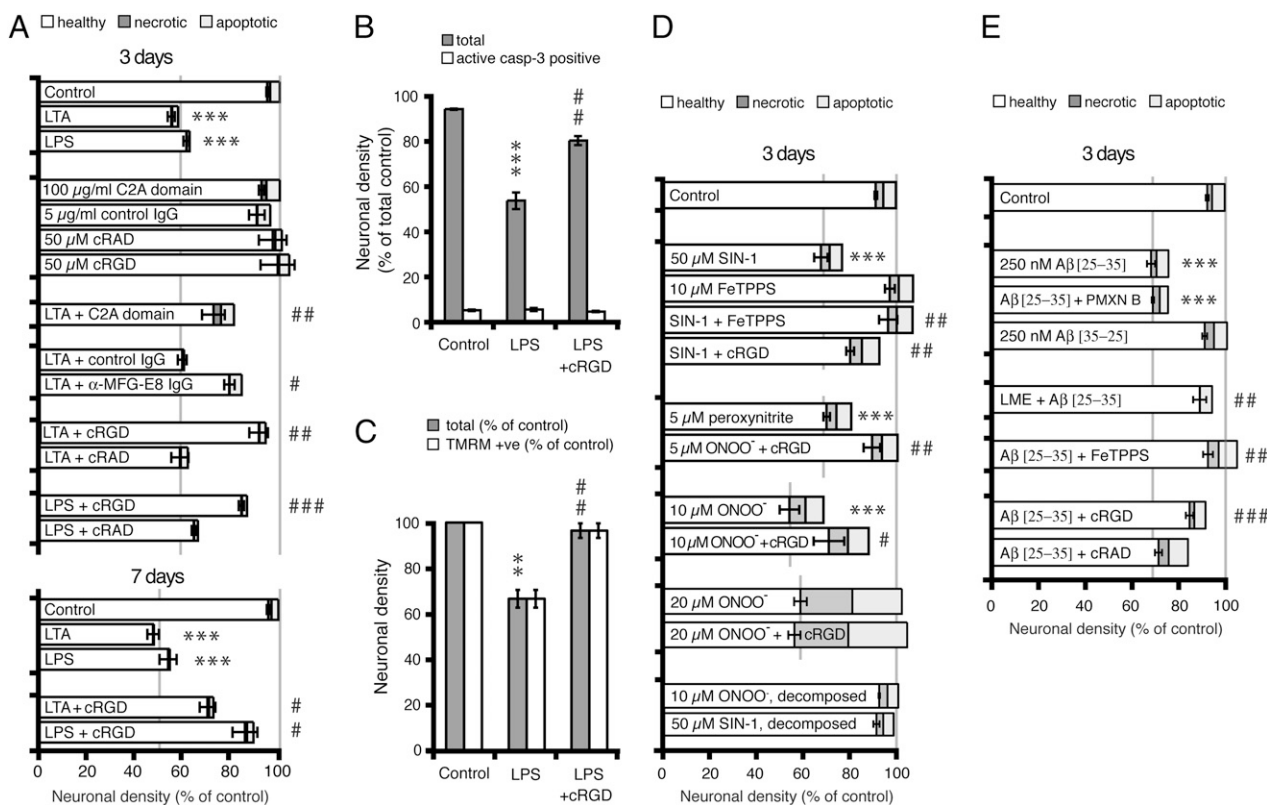 A
healthy necrotic apoptotic
3 days
Control
LTA ***
LPS ***
100 µg/ml C2A domain
5 µg/ml control IgG
50 µM cRAD
50 µM cRGD
LTA + C2A domain ##
LTA + control IgG
LTA + α-MFG-E8 IgG #
LTA + cRGD ##
LTA + cRAD
LPS + cRGD ###
LPS + cRAD
7 days
Control
LTA ***
LPS ***
LTA + cRGD #
LPS + cRGD #
0 20 40 60 80 100
Neuronal density (% of control)
B
total
active casp-3 positive
Neuronal density
(% of total control)
100
80
60
40
20
0
***
##
Control LPS LPS
+cRGD
C
total (% of control)
TMRM +ve (% of control)
Neuronal density
100
80
60
40
20
0
**
##
Control LPS LPS
+cRGD
D
healthy necrotic apoptotic
3 days
Control
50 µM SIN-1 ***
10 µM FeTPPS
SIN-1 + FeTPPS ##
SIN-1 + cRGD ##
5 µM peroxynitrite ***
5 µM ONOO⁻ + cRGD ##
10 µM ONOO⁻ ***
10 µM ONOO⁻ +cRGD #
20 µM ONOO⁻
20 µM ONOO⁻ + cRGD
10 µM ONOO⁻, decomposed
50 µM SIN-1, decomposed
0 20 40 60 80 100
Neuronal density (% of control)
E
healthy necrotic apoptotic
3 days
Control
250 nM Aβ [25–35] ***
Aβ [25–35] + PMXN B ***
250 nM Aβ [35–25]
LME + Aβ [25–35] ##
Aβ [25–35] + FeTPPS ##
Aβ [25–35] + cRGD ###
Aβ [25–35] + cRAD
0 20 40 60 80 100
Neuronal density (% of control)